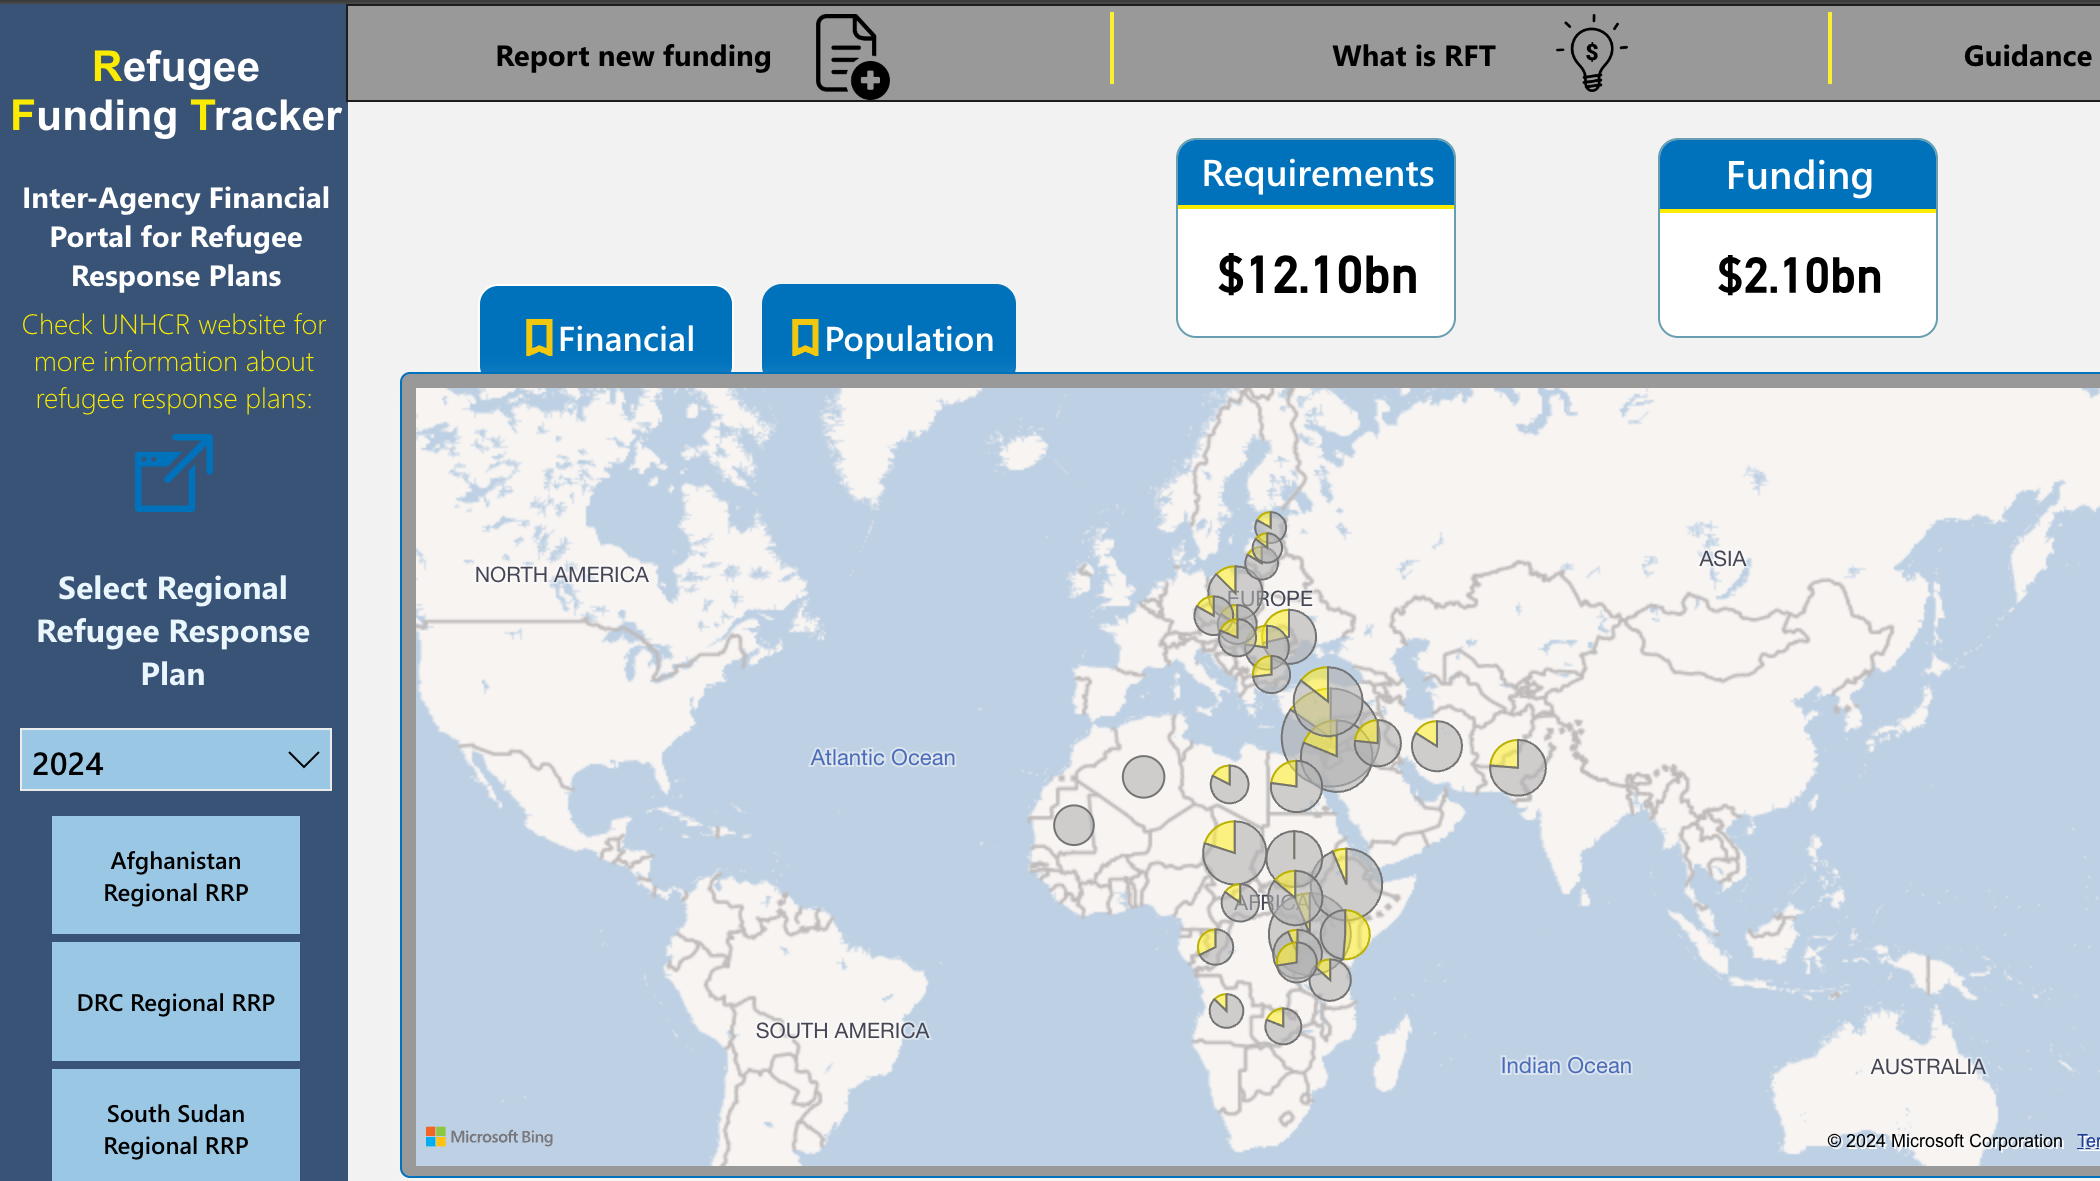 Refugee
Funding Tracker
Inter-Agency Financial
Portal for Refugee
Response Plans
Check UNHCR website for
more information about
refugee response plans:
Select Regional
Refugee Response
Plan
2024
Afghanistan
Regional RRP
DRC Regional RRP
South Sudan
Regional RRP
Report new funding
What is RFT
$
Guidance
Requirements
$12.10bn
Funding
$2.10bn
Financial
Population
NORTH AMERICA
EUROPE
ASIA
Atlantic Ocean
AFRICA
SOUTH AMERICA
Indian Ocean
AUSTRALIA
Microsoft Bing
© 2024 Microsoft Corporation Ter